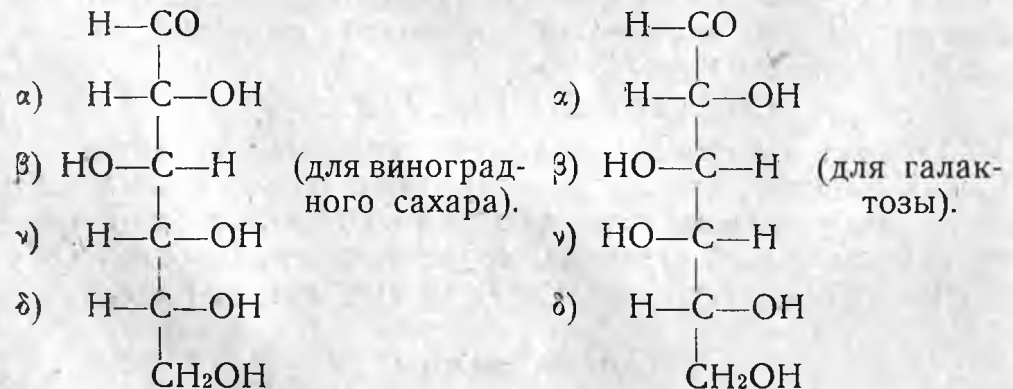 H—CO H—CO
α) H—C—OH α) H—C—OH
β) HO—C—H (для виноград- β) HO—C—H (для галак-
ного сахара). тозы).
ν) H—C—OH ν) HO—C—H
δ) H—C—OH δ) H—C—OH
CH₂OH CH₂OH